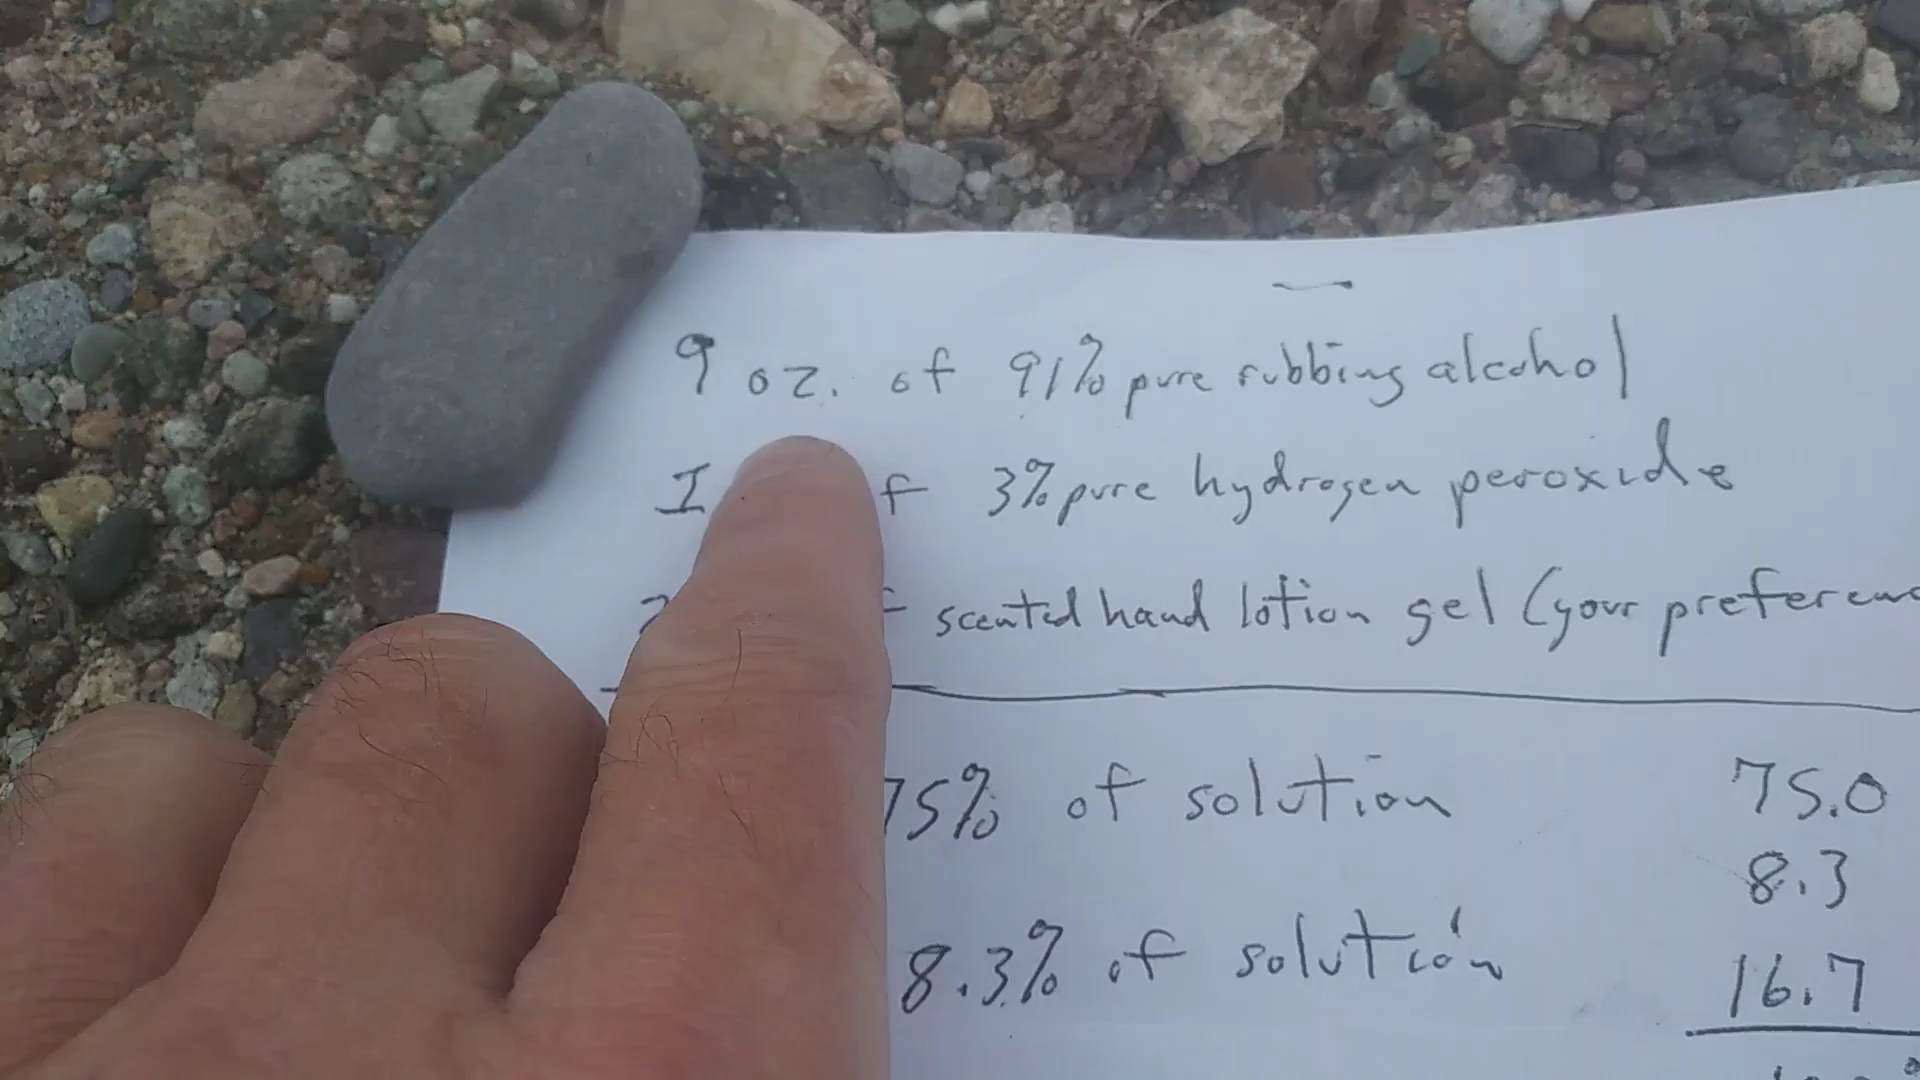 9 oz. of 91% pure rubbing alcohol
1 3% pure hydrogen peroxide
scented hand lotion gel (your
75% of solution 75.0
8.3
8.3% of solution 16.7